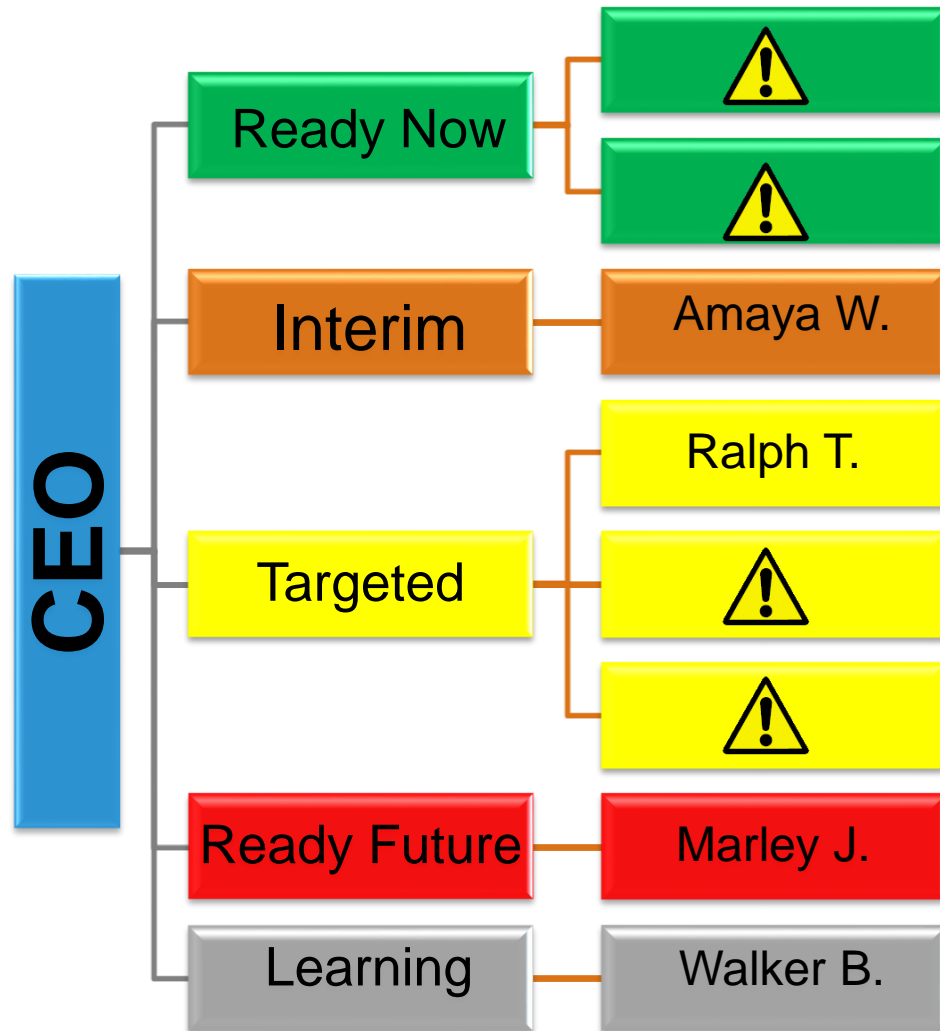 CEO
Ready Now
Interim
Amaya W.
Targeted
Ralph T.
Ready Future
Marley J.
Learning
Walker B.